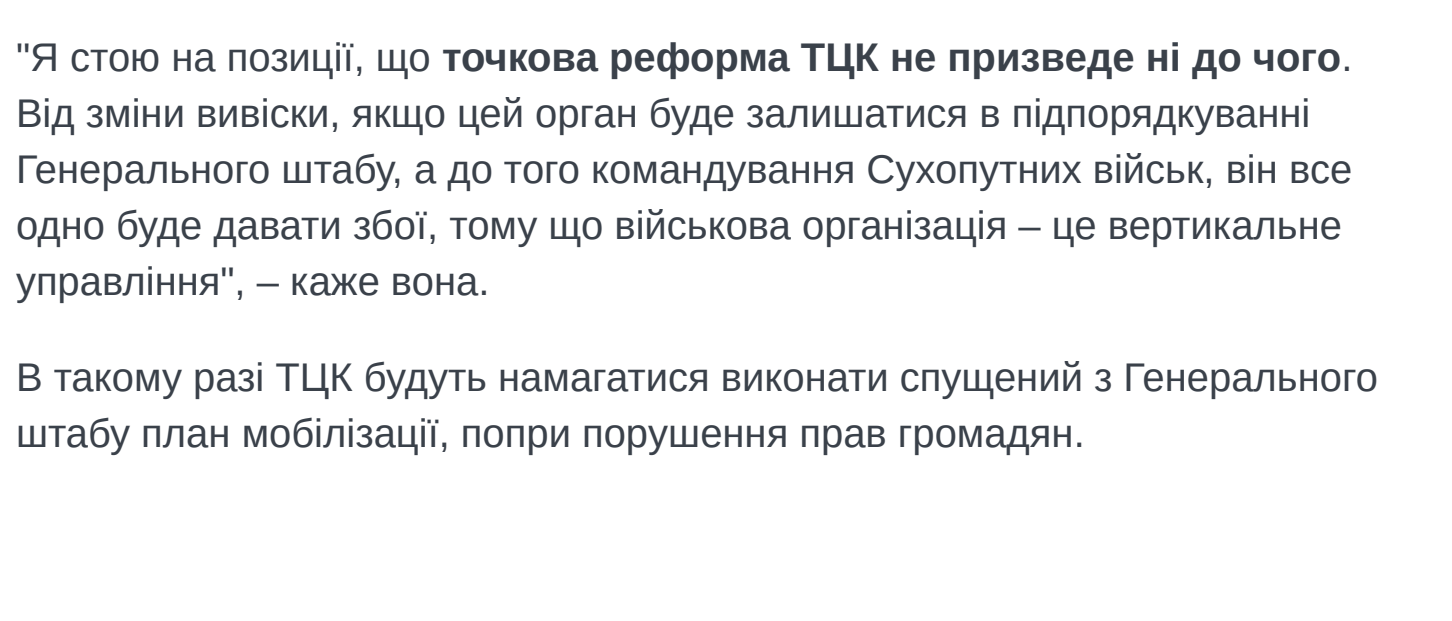 "Я стою на позиції, що точкова реформа ТЦК не призведе ні до чого.
Від зміни вивіски, якщо цей орган буде залишатися в підпорядкуванні
Генерального штабу, а до того командування Сухопутних військ, він все
одно буде давати збої, тому що військова організація – це вертикальне
управління", – каже вона.
В такому разі ТЦК будуть намагатися виконати спущений з Генерального
штабу план мобілізації, попри порушення прав громадян.